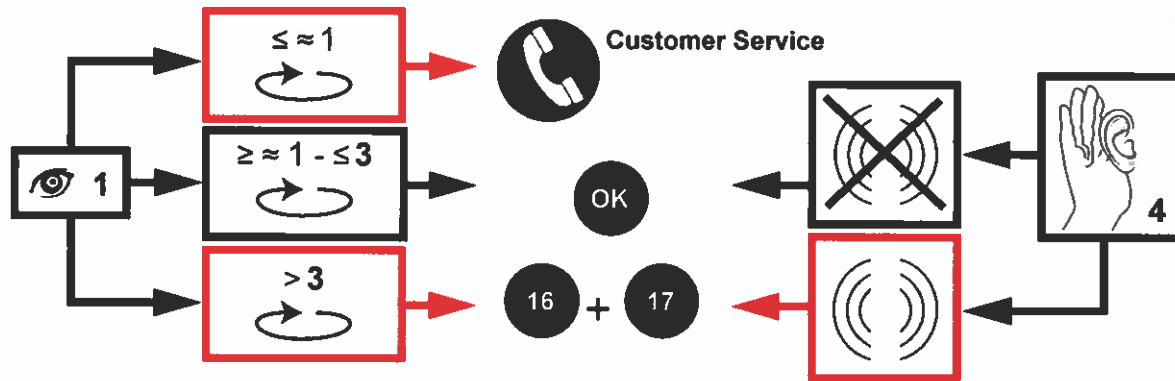 ≤ ≈ 1
Customer Service
≥ ≈ 1 - ≤ 3
1
OK
4
> 3
16 + 17